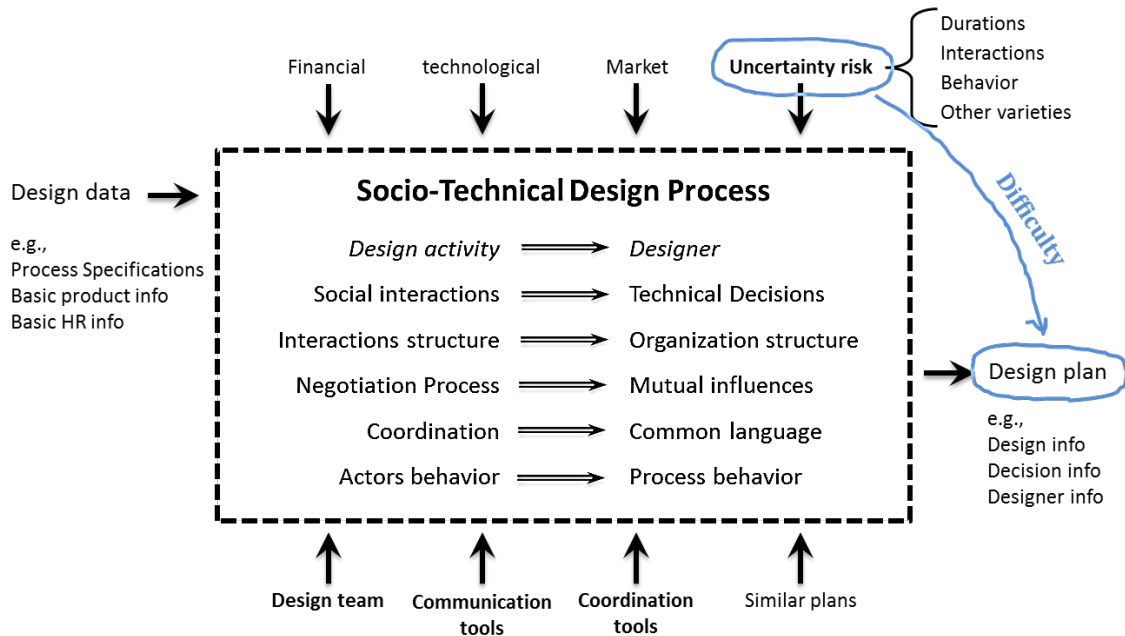 Durations
Interactions
Behavior
Other varieties
Financial
technological
Market
Uncertainty risk
Difficulty
Design data
e.g.,
Process Specifications
Basic product info
Basic HR info
Socio-Technical Design Process
Design activity
Designer
Social interactions
Technical Decisions
Interactions structure
Organization structure
Negotiation Process
Mutual influences
Coordination
Common language
Actors behavior
Process behavior
Design plan
e.g.,
Design info
Decision info
Designer info
Design team
Communication
tools
Coordination
tools
Similar plans